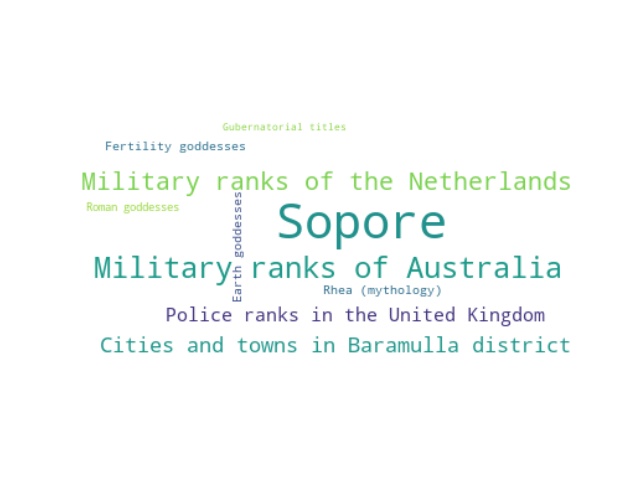 Gubernatorial titles
Fertility goddesses
Military ranks of the Netherlands
Roman goddesses
Earth goddesses
Sopore
Military ranks of Australia
Rhea (mythology)
Police ranks in the United Kingdom
Cities and towns in Baramulla district